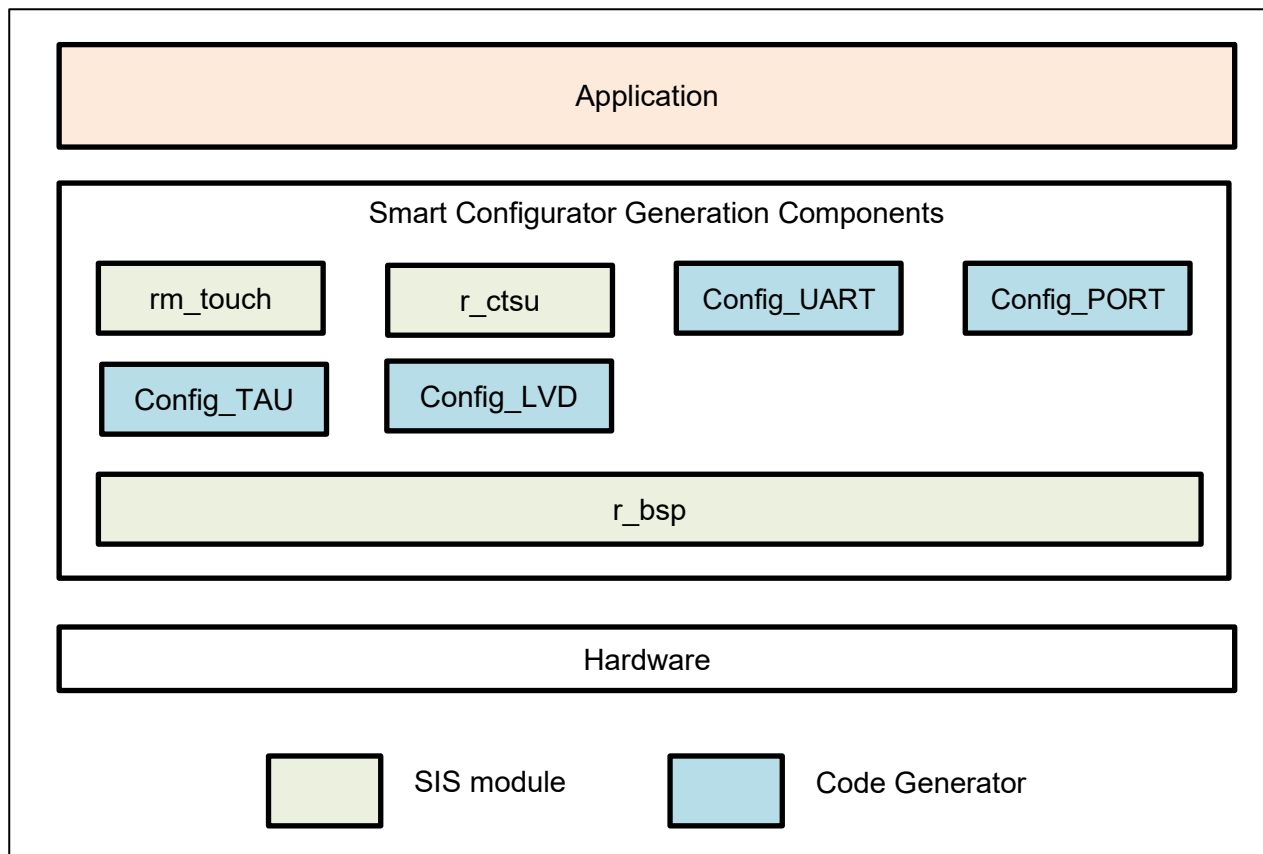 Application
Smart Configurator Generation Components
rm_touch
r_ctsu
Config_UART
Config_PORT
Config_TAU
Config_LVD
r_bsp
Hardware
SIS module
Code Generator